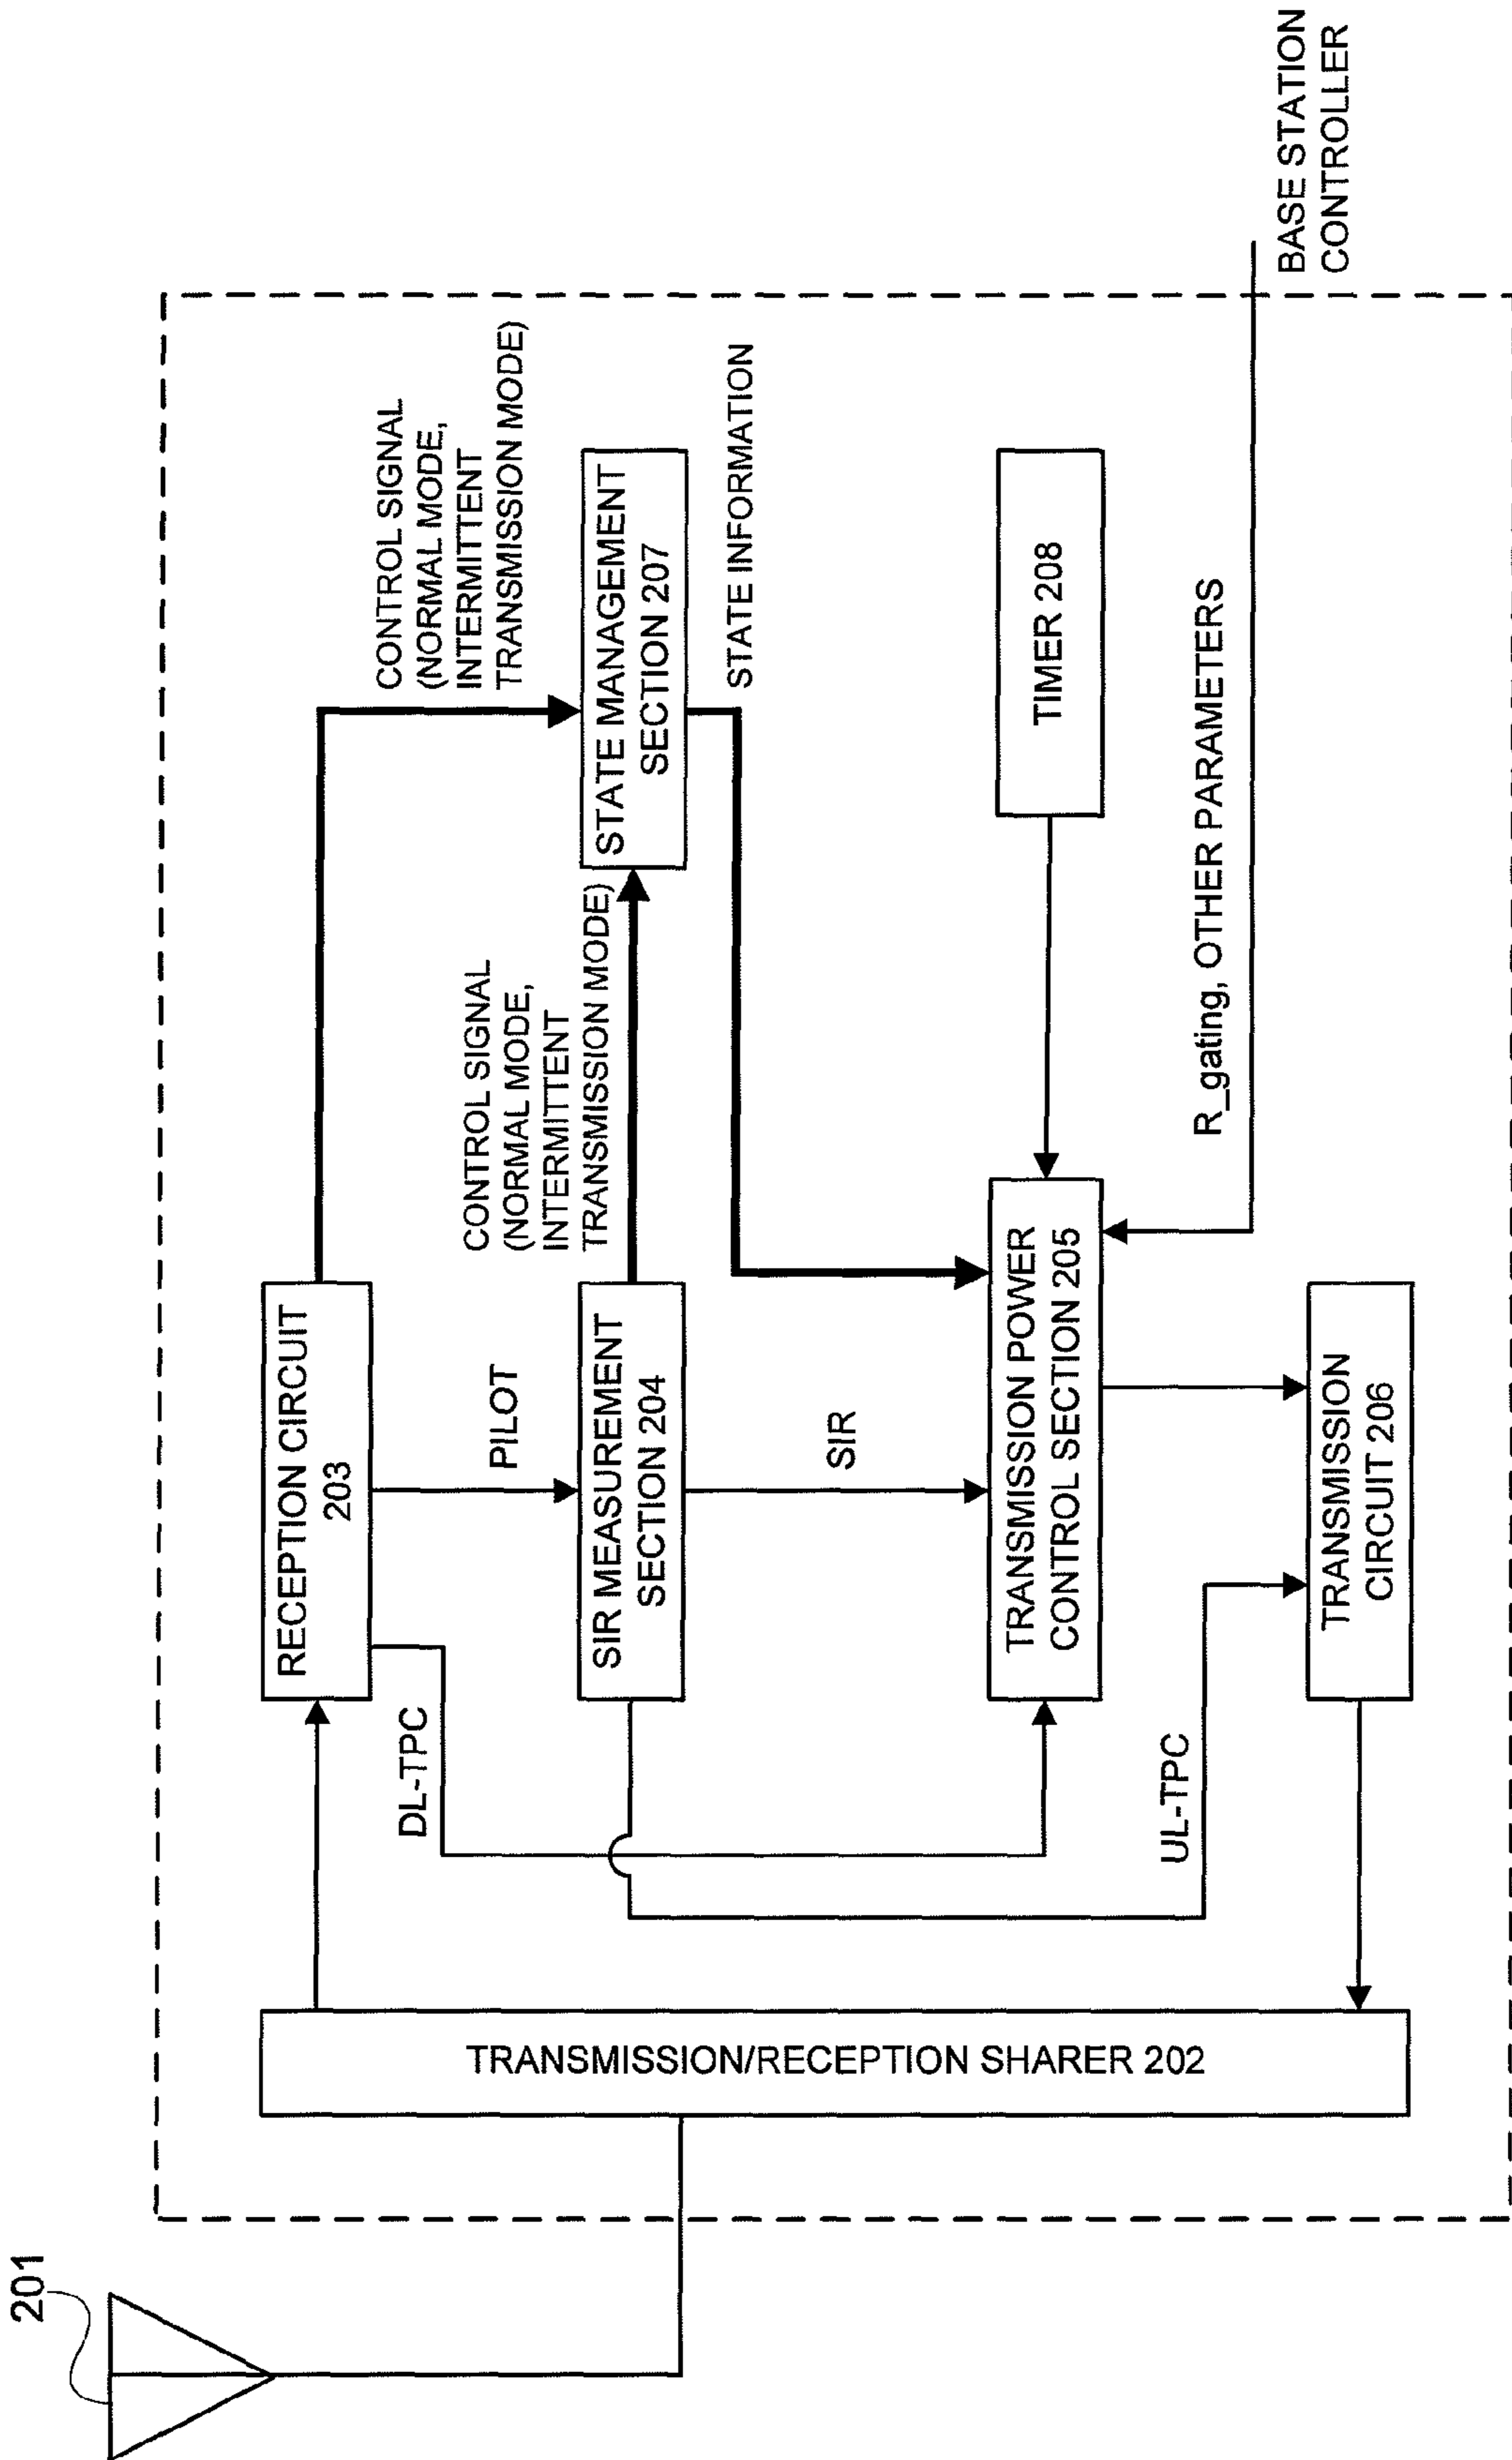 201
TRANSMISSION/RECEPTION SHARER 202
RECEPTION CIRCUIT
203
CONTROL SIGNAL
(NORMAL MODE,
INTERMITTENT
TRANSMISSION MODE)
DL-TPC
PILOT
CONTROL SIGNAL
(NORMAL MODE,
INTERMITTENT
TRANSMISSION MODE)
SIR MEASUREMENT
SECTION 204
STATE MANAGEMENT
SECTION 207
STATE INFORMATION
SIR
TRANSMISSION POWER
CONTROL SECTION 205
TIMER 208
UL-TPC
R_gating, OTHER PARAMETERS
BASE STATION
CONTROLLER
TRANSMISSION
CIRCUIT 206